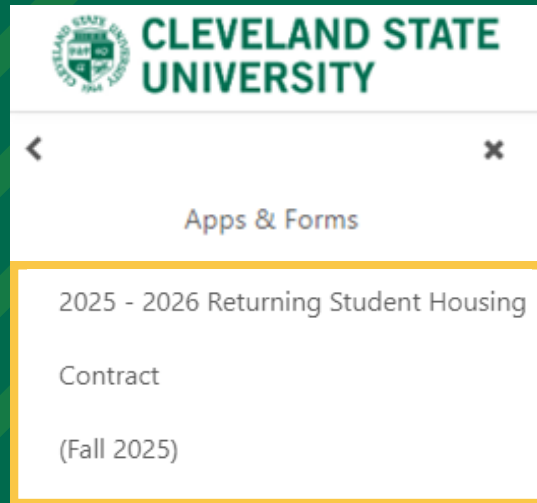 CLEVELAND STATE
UNIVERSITY
Apps & Forms
2025 - 2026 Returning Student Housing
Contract
(Fall 2025)